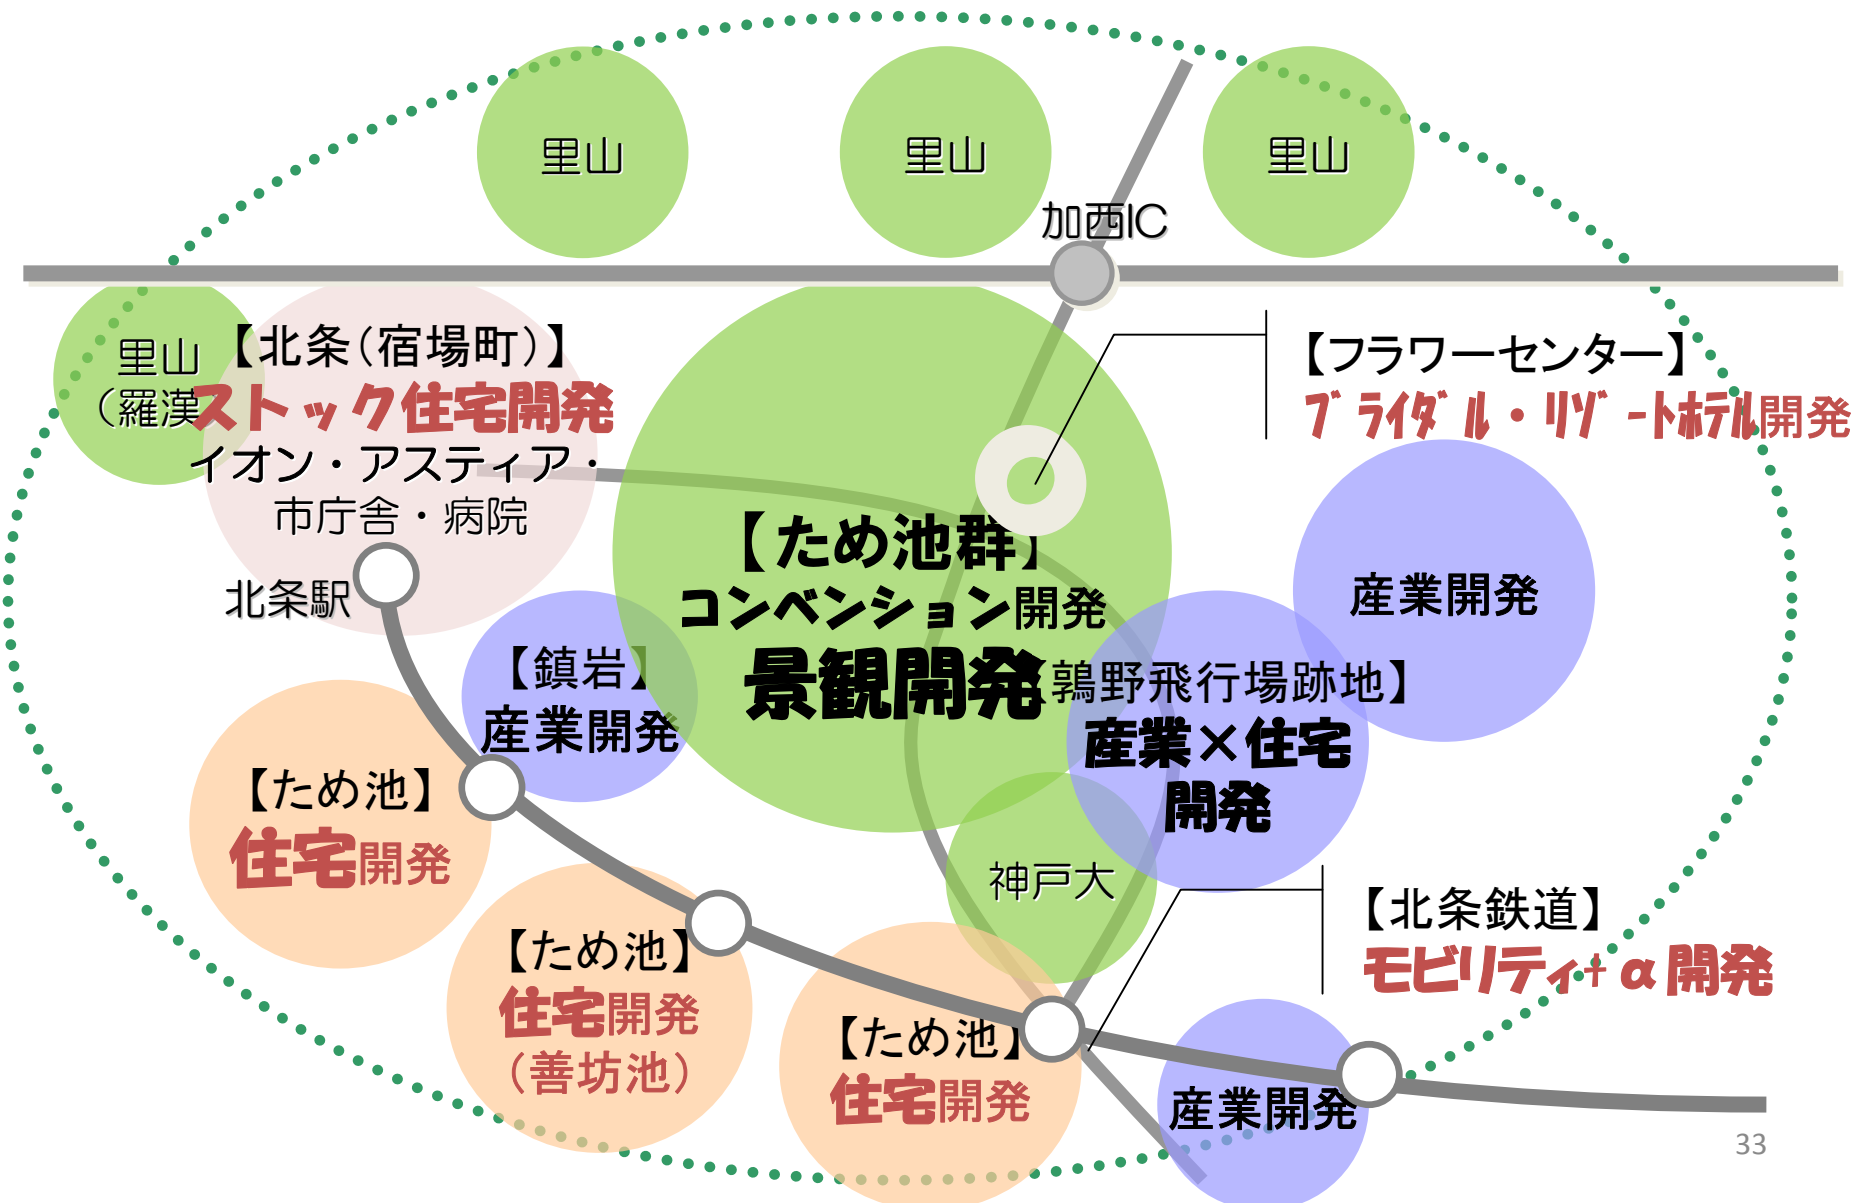 里山
里山
里山
加西IC
里山
（羅漢
【北条（宿場町）】
ストック住宅開発
イオン・アスティア・
市庁舎・病院
北条駅
【フラワーセンター】
ﾌﾞﾗｲﾀﾞﾙ・ﾘｿﾞｰﾄﾎﾃﾙ開発
【ため池群】
コンベンション開発
景観開発
産業開発
【鎮岩】
産業開発
【鶉野飛行場跡地】
産業×住宅
開発
【ため池】
住宅開発
神戸大
【北条鉄道】
モビリティ+α開発
【ため池】
住宅開発
（善坊池）
【ため池】
住宅開発
産業開発
33